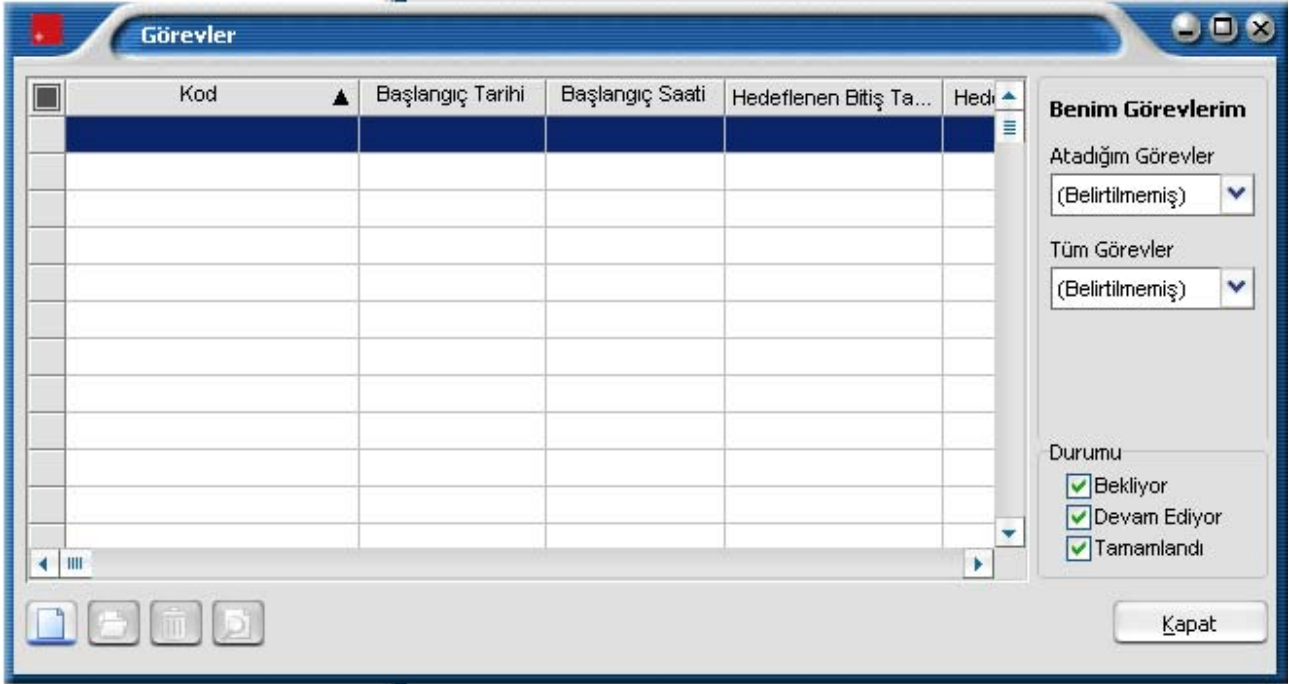 Görevler
Kod Başlangıç Tarihi Başlangıç Saati Hedeflenen Bitiş Ta... Hed
Benim Görevlerim
Atadığım Görevler
(Belirtilmemiş)
Tüm Görevler
(Belirtilmemiş)
Durumu
Bekliyor
Devam Ediyor
Tamamlandı
Kapat